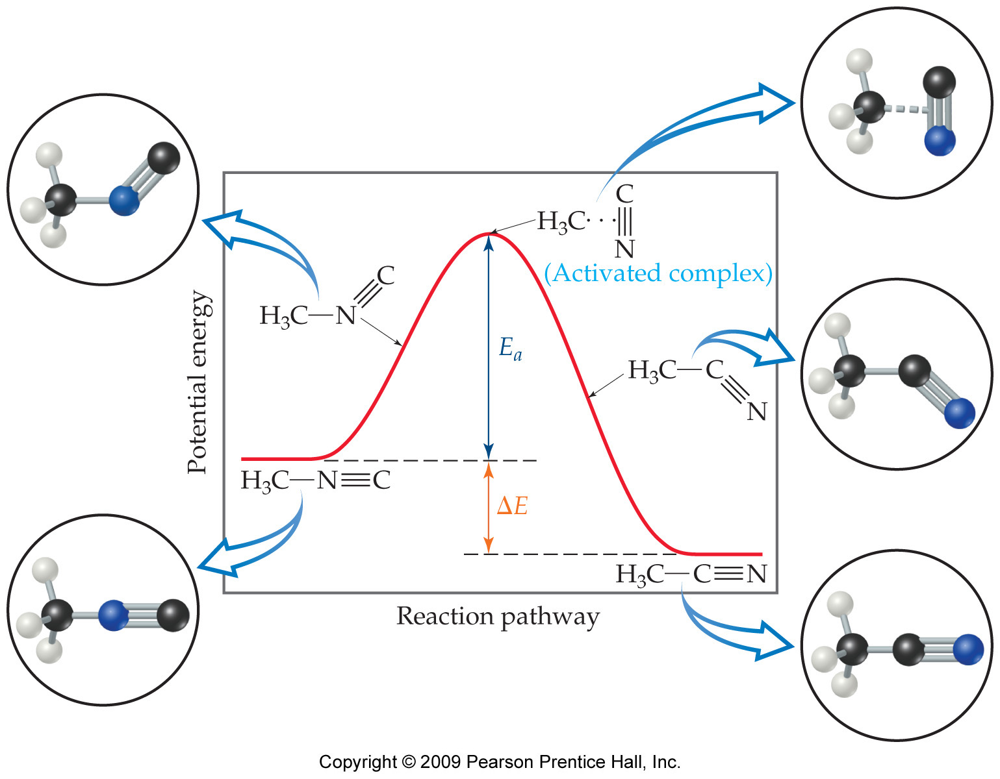 C
H₃C···|||
N
(Activated complex)
C
H₃C—N≡C
Potential energy
Eₐ
H₃C—C≡N
H₃C—N≡C
ΔE
H₃C—C≡N
Reaction pathway
Copyright © 2009 Pearson Prentice Hall, Inc.